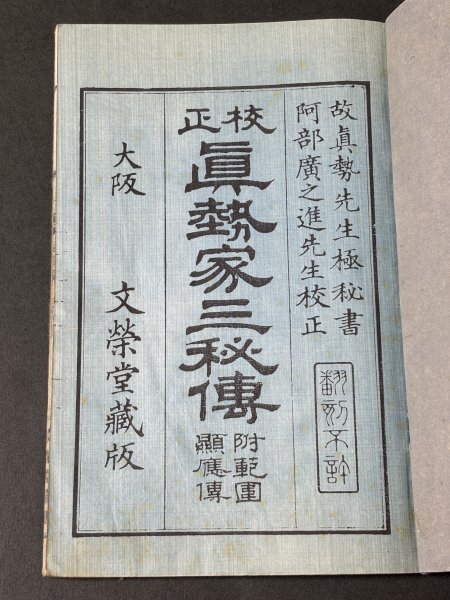 故眞勢先生極秘書
阿部廣之進先生校正
翻刻不許
校正
眞勢家三秘傳
附範圍
顯應傳
大阪 文榮堂藏版